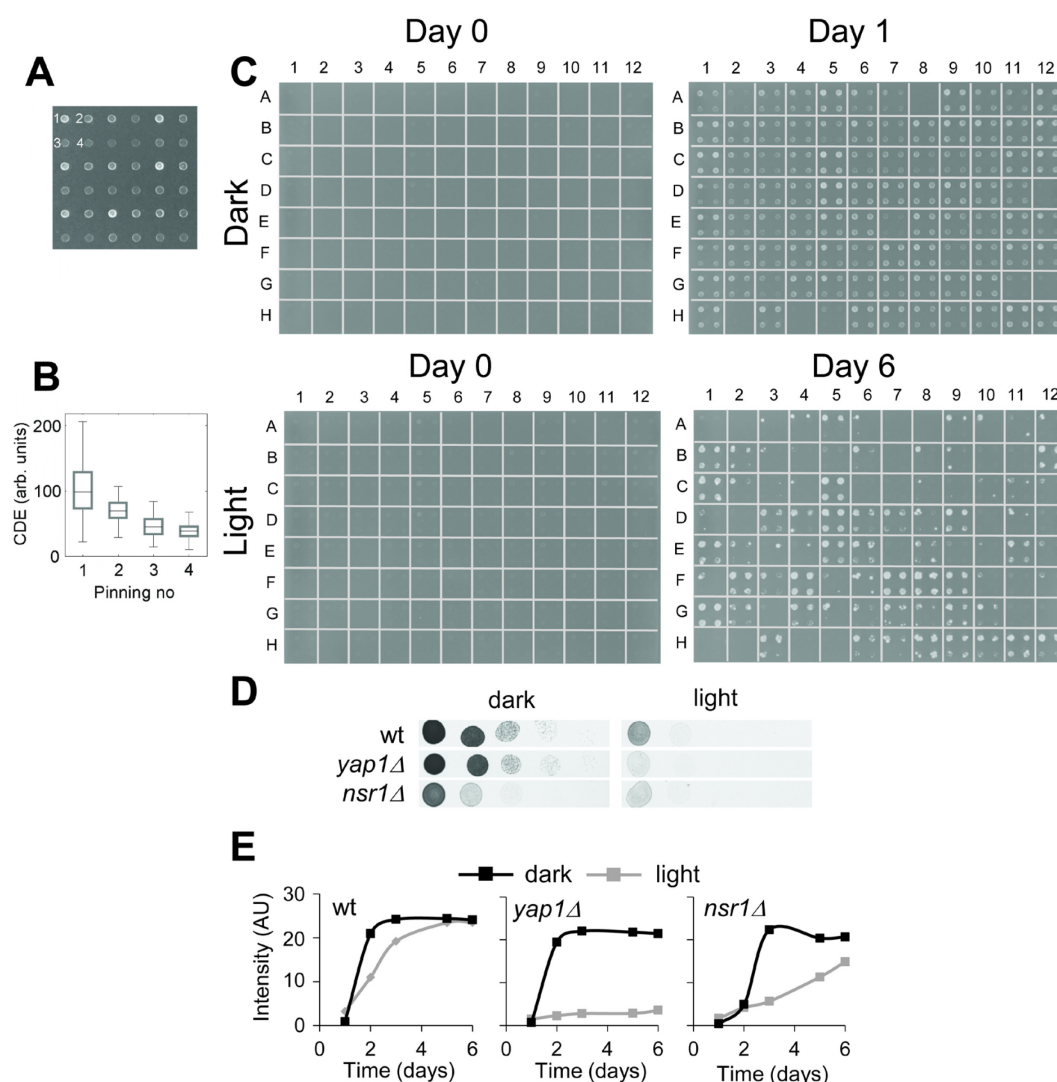 A
1 2
3 4
B
CDE (arb. units)
200
100
0
1 2 3 4
Pinning no
C
Day 0
Day 1
1 2 3 4 5 6 7 8 9 10 11 12
1 2 3 4 5 6 7 8 9 10 11 12
Dark
A
B
C
D
E
F
G
H
A
B
C
D
E
F
G
H
Day 0
Day 6
1 2 3 4 5 6 7 8 9 10 11 12
1 2 3 4 5 6 7 8 9 10 11 12
Light
A
B
C
D
E
F
G
H
A
B
C
D
E
F
G
H
D
dark light
wt
yap1Δ
nsr1Δ
E
dark light
Intensity (AU)
30
20
10
0
wt
yap1Δ
nsr1Δ
0 2 4 6
0 2 4 6
0 2 4 6
Time (days)
Time (days)
Time (days)